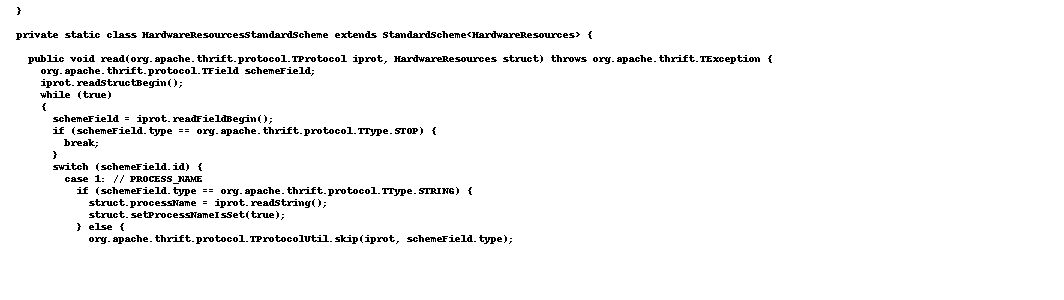 }
private static class HardwareResourcesStandardScheme extends StandardScheme<HardwareResources> {
public void read(org.apache.thrift.protocol.TProtocol iprot, HardwareResources struct) throws org.apache.thrift.TException {
org.apache.thrift.protocol.TField schemeField;
iprot.readStructBegin();
while (true)
{
schemeField = iprot.readFieldBegin();
if (schemeField.type == org.apache.thrift.protocol.TType.STOP) {
break;
}
switch (schemeField.id) {
case 1: // PROCESS_NAME
if (schemeField.type == org.apache.thrift.protocol.TType.STRING) {
struct.processName = iprot.readString();
struct.setProcessNameIsSet(true);
} else {
org.apache.thrift.protocol.TProtocolUtil.skip(iprot, schemeField.type);